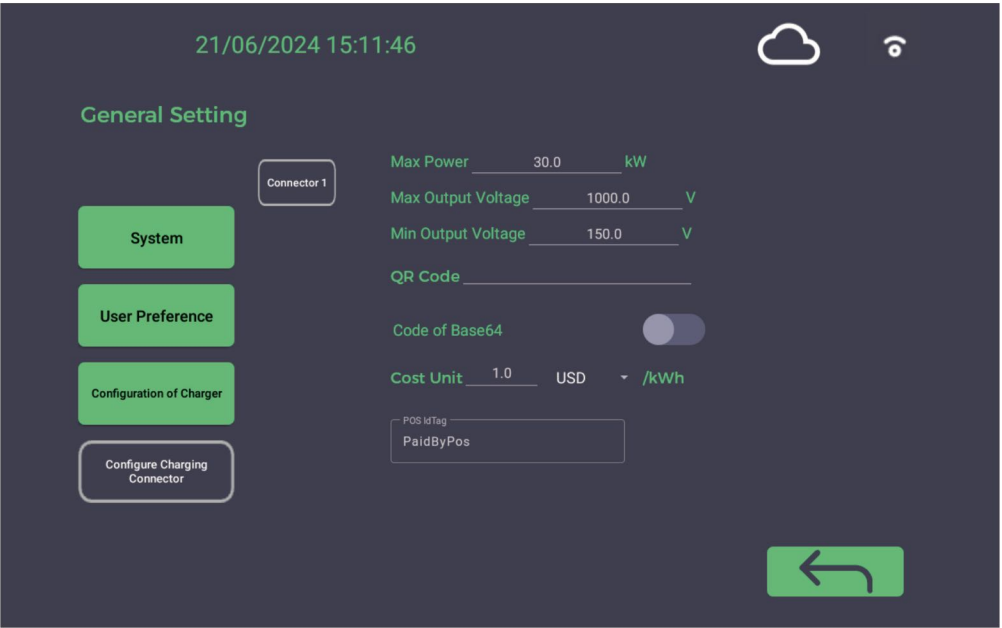 21/06/2024 15:11:46
General Setting
Connector 1
System
User Preference
Configuration of Charger
Configure Charging
Connector
Max Power 30.0 kW
Max Output Voltage 1000.0 V
Min Output Voltage 150.0 V
QR Code
Code of Base64
Cost Unit 1.0 USD /kWh
POS IdTag
PaidByPos